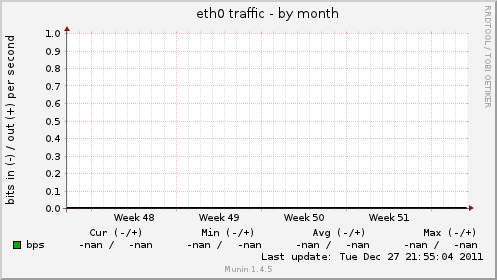 eth0 traffic - by month
RRDTOOL / TOBI OETIKER
bits in (-) / out (+) per second
1.0
0.9
0.8
0.7
0.6
0.5
0.4
0.3
0.2
0.1
0.0
Week 48 Week 49 Week 50 Week 51
Cur (-/+) Min (-/+) Avg (-/+) Max (-/+)
bps -nan / -nan -nan / -nan -nan / -nan -nan / -nan
Last update: Tue Dec 27 21:55:04 2011
Munin 1.4.5